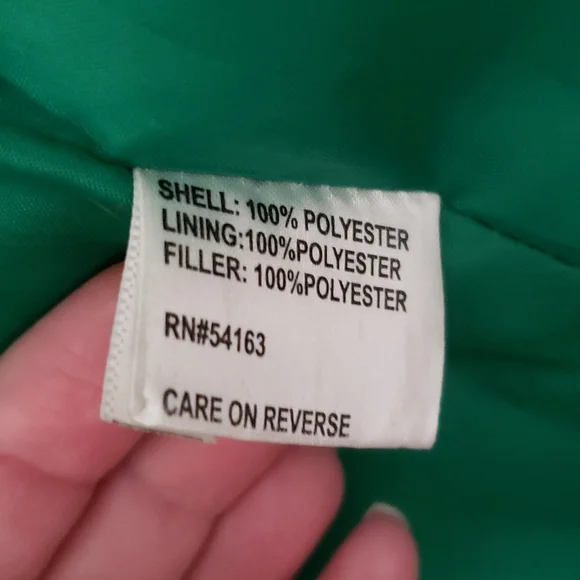 SHELL: 100% POLYESTER
LINING:100%POLYESTER
FILLER: 100%POLYESTER
RN#54163
CARE ON REVERSE